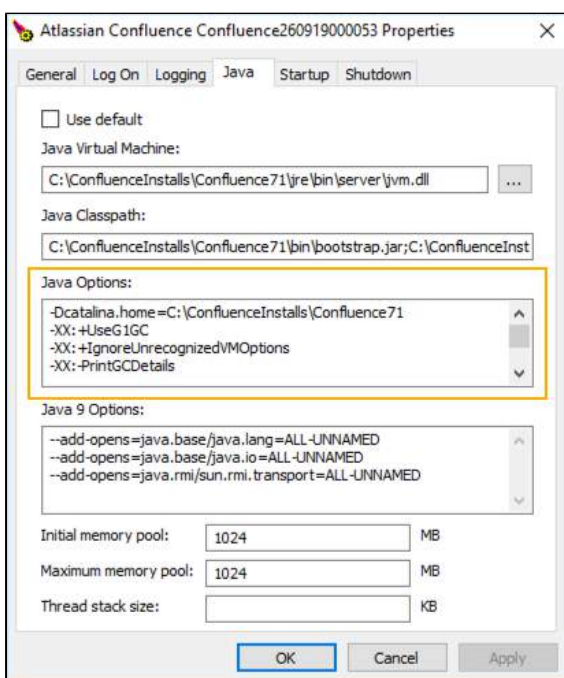 Atlassian Confluence Confluence260919000053 Properties
General Log On Logging Java Startup Shutdown
Use default
Java Virtual Machine:
C:\ConfluenceInstalls\Confluence71\jre\bin\server\jvm.dll
...
Java Classpath:
C:\ConfluenceInstalls\Confluence71\bin\bootstrap.jar;C:\ConfluenceInst
Java Options:
-Dcatalina.home=C:\ConfluenceInstalls\Confluence71
-XX:+UseG1GC
-XX:+IgnoreUnrecognizedVMOptions
-XX:-PrintGCDetails
Java 9 Options:
--add-opens=java.base/java.lang=ALL-UNNAMED
--add-opens=java.base/java.io=ALL-UNNAMED
--add-opens=java.rmi/sun.rmi.transport=ALL-UNNAMED
Initial memory pool: 1024 MB
Maximum memory pool: 1024 MB
Thread stack size: KB
OK Cancel Apply